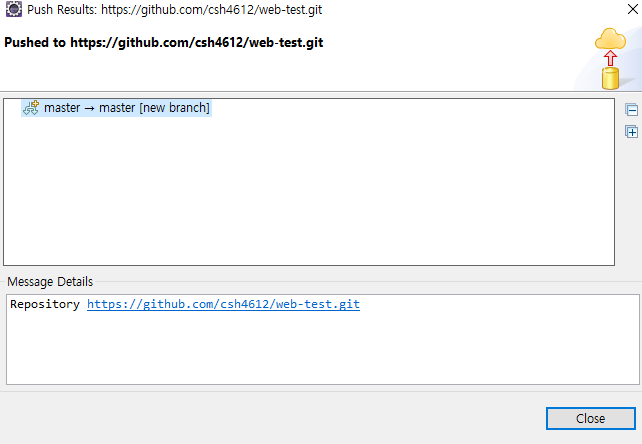 Push Results: https://github.com/csh4612/web-test.git
Pushed to https://github.com/csh4612/web-test.git
master → master [new branch]
Message Details
Repository https://github.com/csh4612/web-test.git
Close